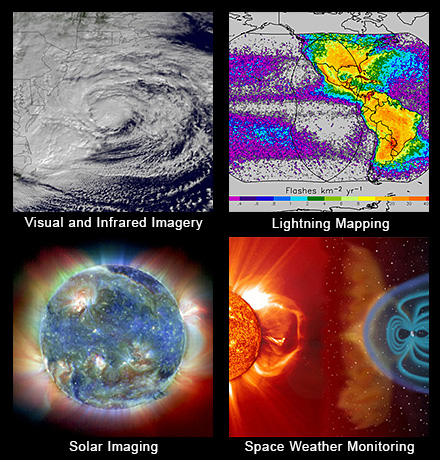 Flashes km⁻² yr⁻¹
Visual and Infrared Imagery
Lightning Mapping
Solar Imaging
Space Weather Monitoring